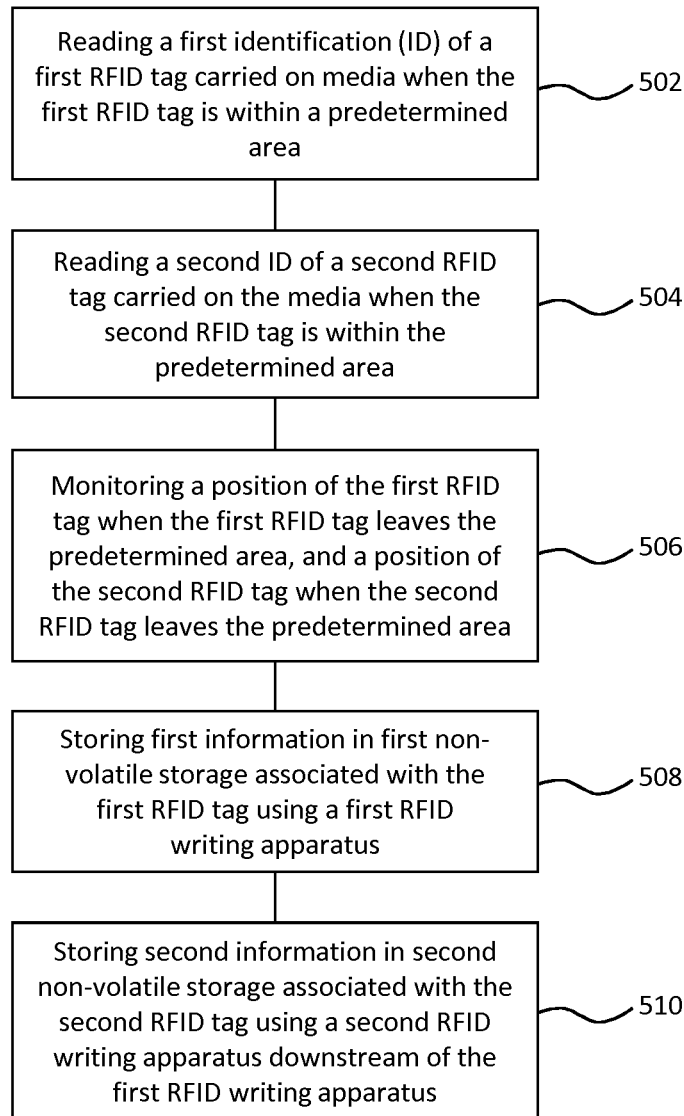 Reading a first identification (ID) of a
first RFID tag carried on media when the
first RFID tag is within a predetermined
area
502
Reading a second ID of a second RFID
tag carried on the media when the
second RFID tag is within the
predetermined area
504
Monitoring a position of the first RFID
tag when the first RFID tag leaves the
predetermined area, and a position of
the second RFID tag when the second
RFID tag leaves the predetermined area
506
Storing first information in first non-
volatile storage associated with the
first RFID tag using a first RFID
writing apparatus
508
Storing second information in second
non-volatile storage associated with the
second RFID tag using a second RFID
writing apparatus downstream of the
first RFID writing apparatus
510